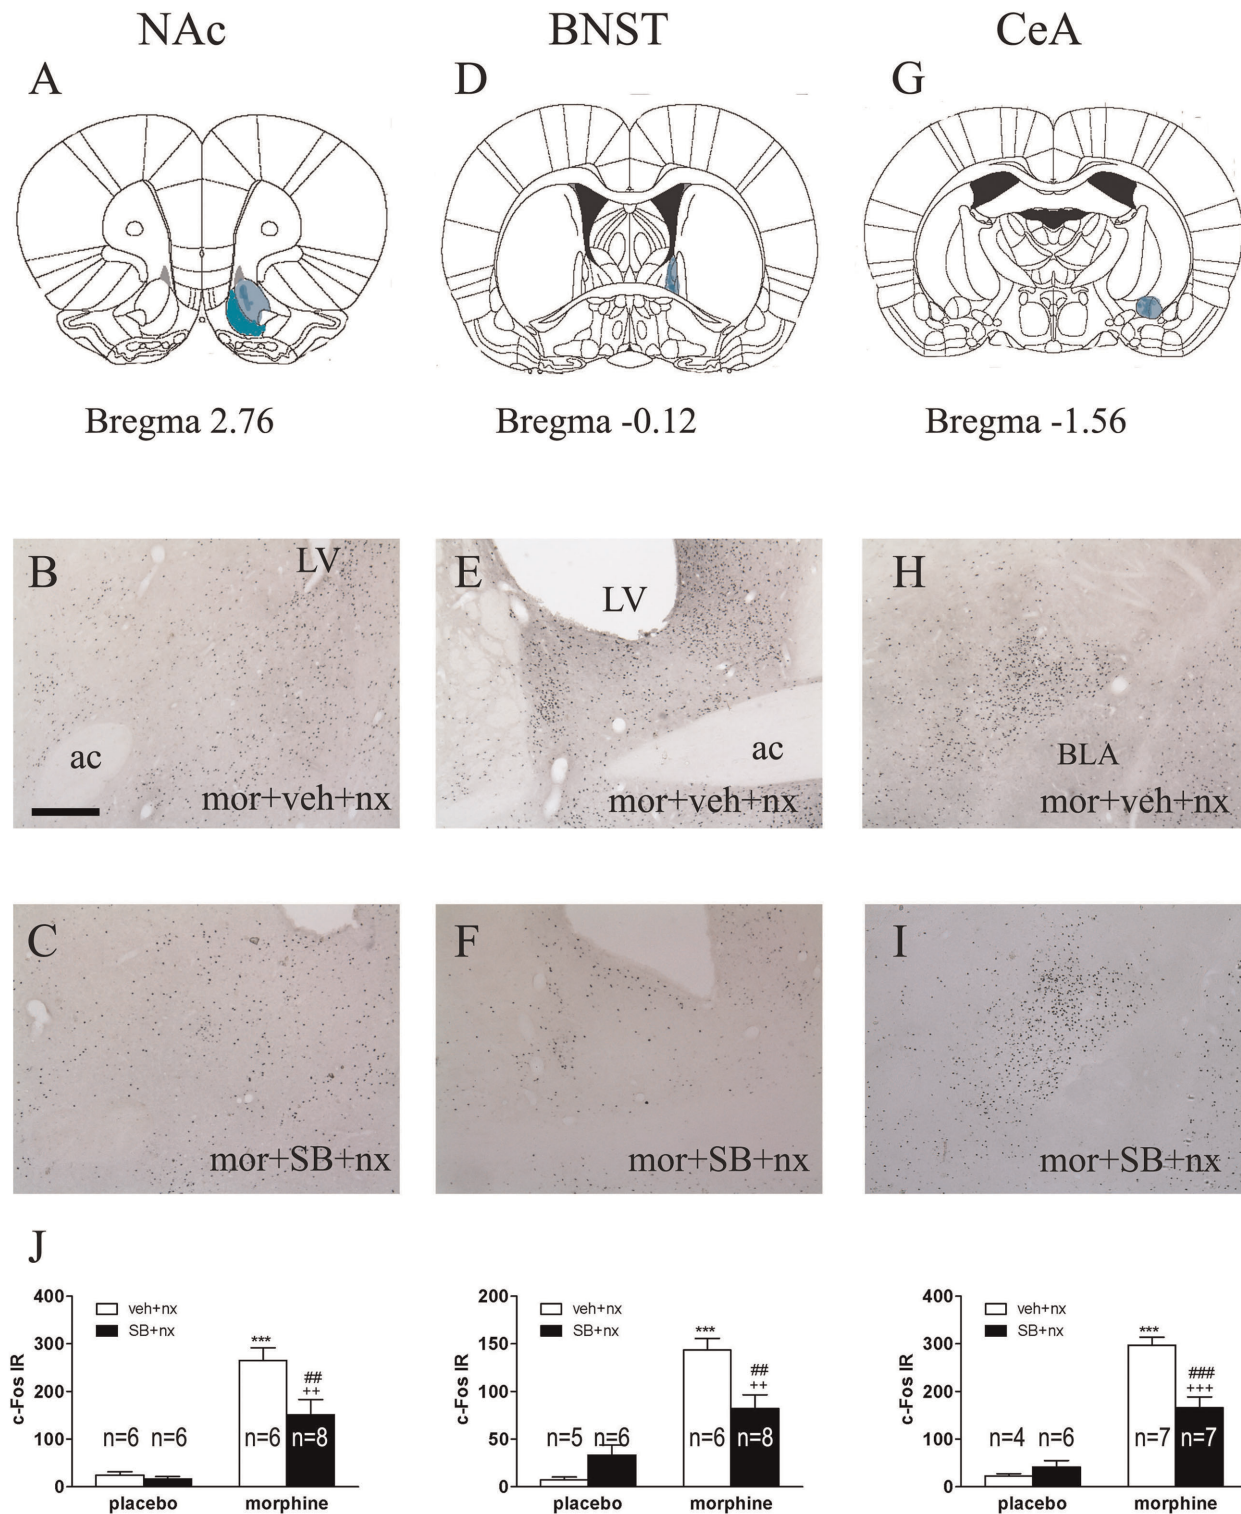 NAc BNST CeA
A D G
Bregma 2.76 Bregma -0.12 Bregma -1.56
B LV E LV H
ac ac BLA
mor+veh+nx mor+veh+nx mor+veh+nx
C F I
mor+SB+nx mor+SB+nx mor+SB+nx
J
400
300
200
100
0
c-Fos IR
veh+nx
SB+nx
***
##
++
n=6 n=6 n=6 n=8
placebo morphine
200
150
100
50
0
c-Fos IR
veh+nx
SB+nx
***
##
++
n=5 n=6 n=6 n=8
placebo morphine
400
300
200
100
0
c-Fos IR
veh+nx
SB+nx
***
###
+++
n=4 n=6 n=7 n=7
placebo morphine